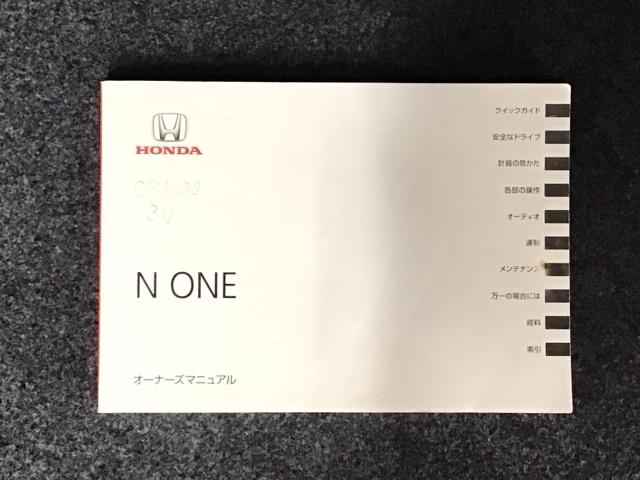 HONDA
CR1632
3N
N ONE
オーナーズマニュアル
クイックガイド
安全なドライブ
計器の見かた
各部の操作
オーディオ
運転
メンテナンス
万一の場合には
資料
索引